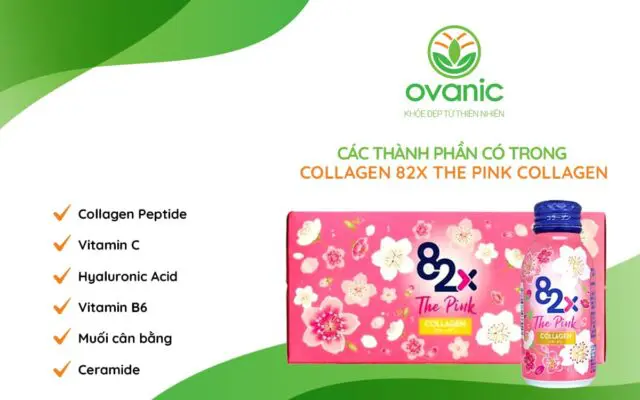 ovanic
KHỎE ĐẸP TỪ THIÊN NHIÊN
CÁC THÀNH PHẦN CÓ TRONG
COLLAGEN 82X THE PINK COLLAGEN
Collagen Peptide
Vitamin C
Hyaluronic Acid
Vitamin B6
Muối cân bằng
Ceramide
82x
The Pink
COLLAGEN
82x
The Pink
COLLAGEN